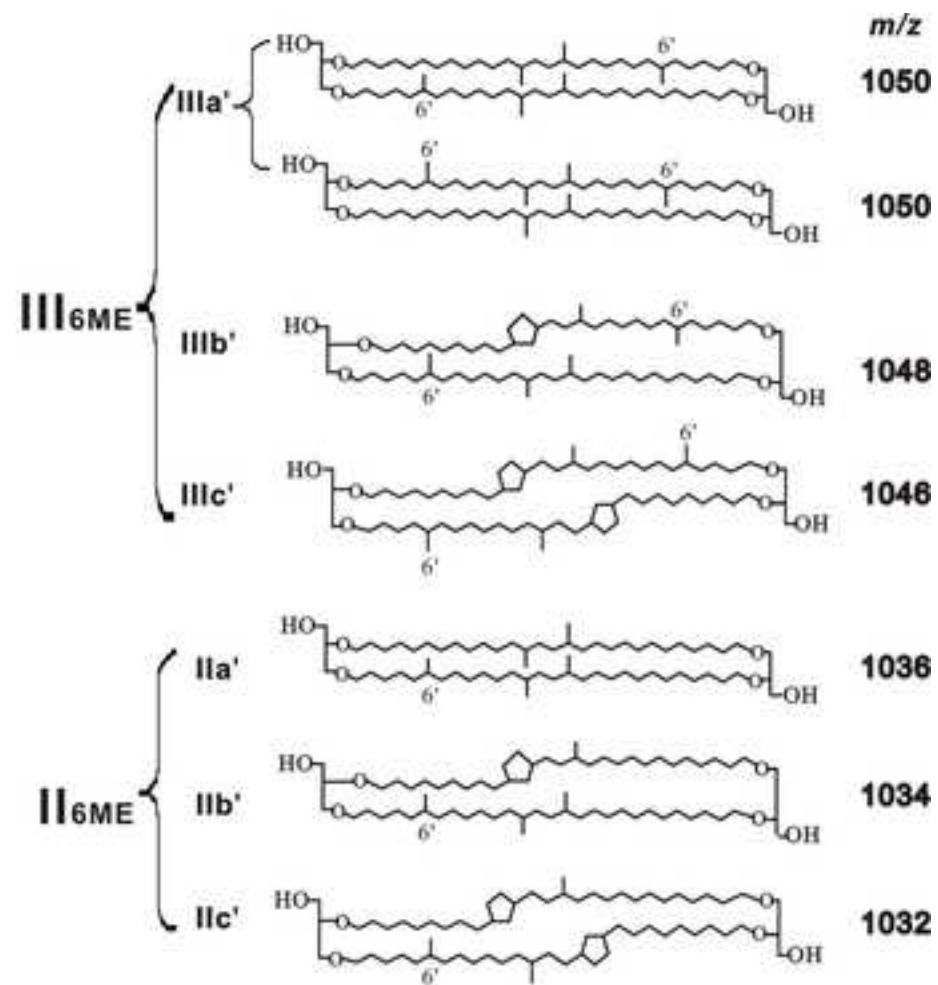 m/z
HO
O
6'
O
1050
IIIa'
O
6'
O
OH
HO
6'
6'
O
O
1050
O
O
OH
III6ME
HO
6'
O
IIIb'
O
1048
O
6'
O
OH
6'
HO
O
IIIc'
O
O
1046
O
OH
6'
HO
O
O
IIa'
1036
O
6'
O
OH
HO
O
O
II6ME
IIb'
1034
O
6'
O
OH
HO
O
IIc'
O
O
1032
O
6'
OH